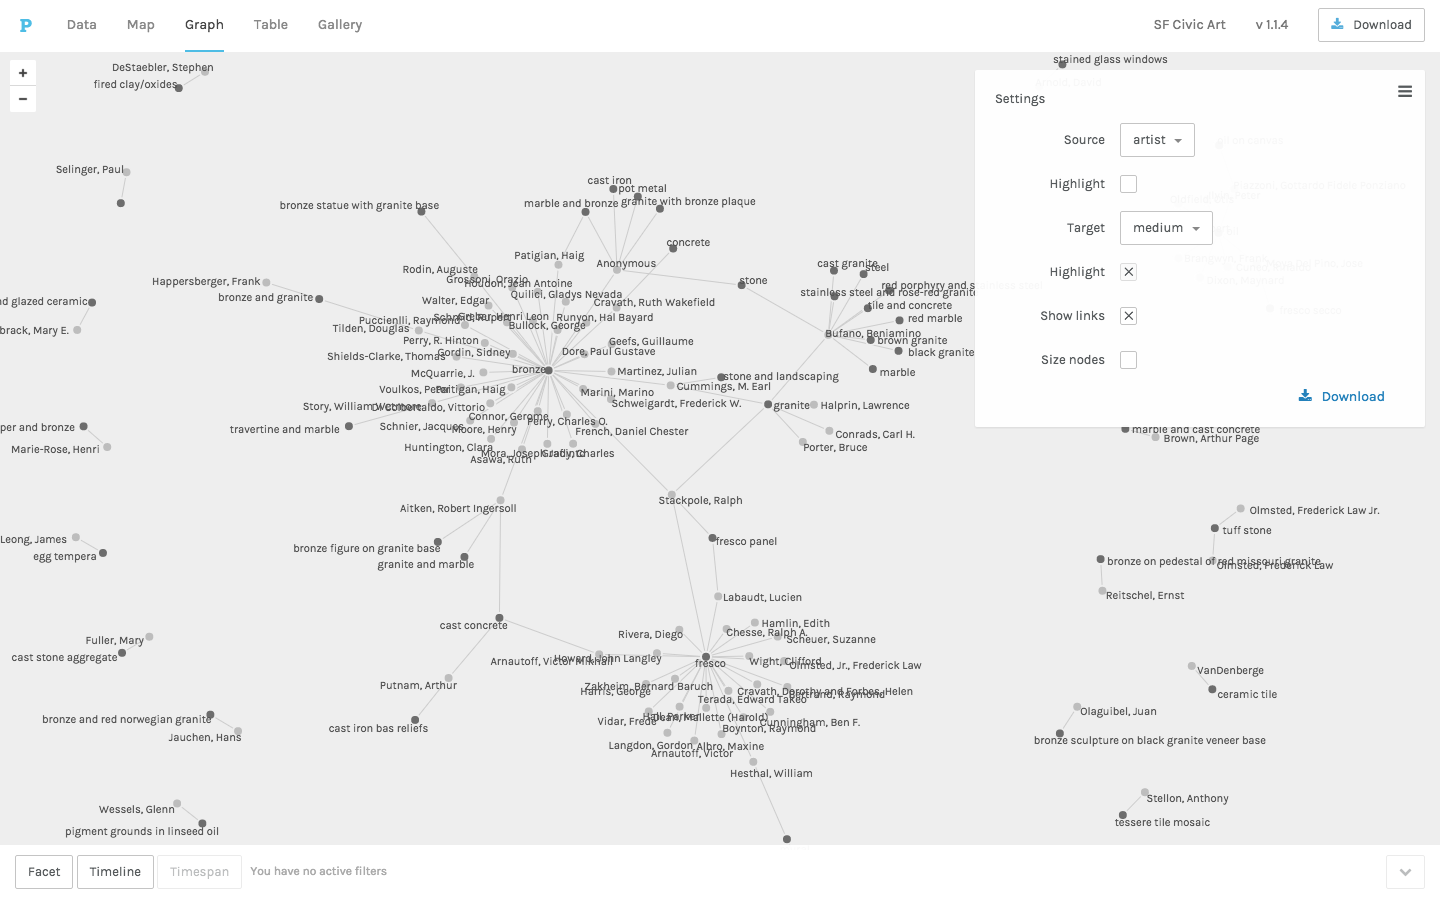 P
Data
Map
Graph
Table
Gallery
SF Civic Art
v 1.1.4
Download
+
−
DeStaebler, Stephen
fired clay/oxides
stained glass windows
Settings
Source
artist
Highlight
Target
medium
Highlight
Show links
Size nodes
Download
Selinger, Paul
cast iron
pot metal
marble and bronze
granite with bronze plaque
bronze statue with granite base
concrete
Patigian, Haig
Anonymous
Rodin, Auguste
Grossoni, Orazio
Houdon, Jean Antoine
stone
cast granite
steel
Happersberger, Frank
bronze and granite
Walter, Edgar
Quillici, Gladys Nevada
Cravath, Ruth Wakefield
red porphyry and s
stainless steel and rose-red granite
tile and concrete
nd glazed ceramic
brack, Mary E.
Puccienlli, Raymond
Tilden, Douglas
Runyon, Hal Bayard
Bullock, George
red marble
Bufano, Beniamino
brown granite
black granite
Perry, R. Hinton
Geefs, Guillaume
Gordin, Sidney
Dore, Paul Gustave
Shields-Clarke, Thomas
McQuarrie, J.
bronze
Martinez, Julian
stone and landscaping
marble
Cummings, M. Earl
Voulkos, Peter
Patigian, Haig
Marini, Marino
Schweigardt, Frederick W.
granite
Halprin, Lawrence
Story, William Wetmore
Connor, Gerome
Perry, Charles O.
travertine and marble
Schnier, Jacques
Moore, Henry
French, Daniel Chester
Conrads, Carl H.
Porter, Bruce
per and bronze
Marie-Rose, Henri
Huntington, Clara
Asawa, Ruth
marble and cast concrete
Brown, Arthur Page
Stackpole, Ralph
Aitken, Robert Ingersoll
Olmsted, Frederick Law Jr.
tuff stone
Leong, James
egg tempera
bronze figure on granite base
granite and marble
fresco panel
bronze on pedestal of red missouri granite
Olmsted, Frederick Law
Reitschel, Ernst
Labaudt, Lucien
cast concrete
Hamlin, Edith
Chesse, Ralph A.
Scheuer, Suzanne
Rivera, Diego
Fuller, Mary
cast stone aggregate
Arnautoff, Victor Mikhail
Howard, John Langley
fresco
Wight, Clifford
Olmsted, Jr., Frederick Law
VanDenberge
ceramic tile
Putnam, Arthur
Zakheim, Bernard Baruch
Harris, George
Cravath, Dorothy and Forbes, Helen
Bertrand, Raymond
Terada, Edward Takeo
bronze and red norwegian granite
Jauchen, Hans
cast iron bas reliefs
Vidar, Frede
Cunningham, Ben F.
Boynton, Raymond
Olaguibel, Juan
bronze sculpture on black granite veneer base
Langdon, Gordon
Albro, Maxine
Arnautoff, Victor
Hesthal, William
Wessels, Glenn
pigment grounds in linseed oil
Stellon, Anthony
tessere tile mosaic
Facet
Timeline
Timespan
You have no active filters